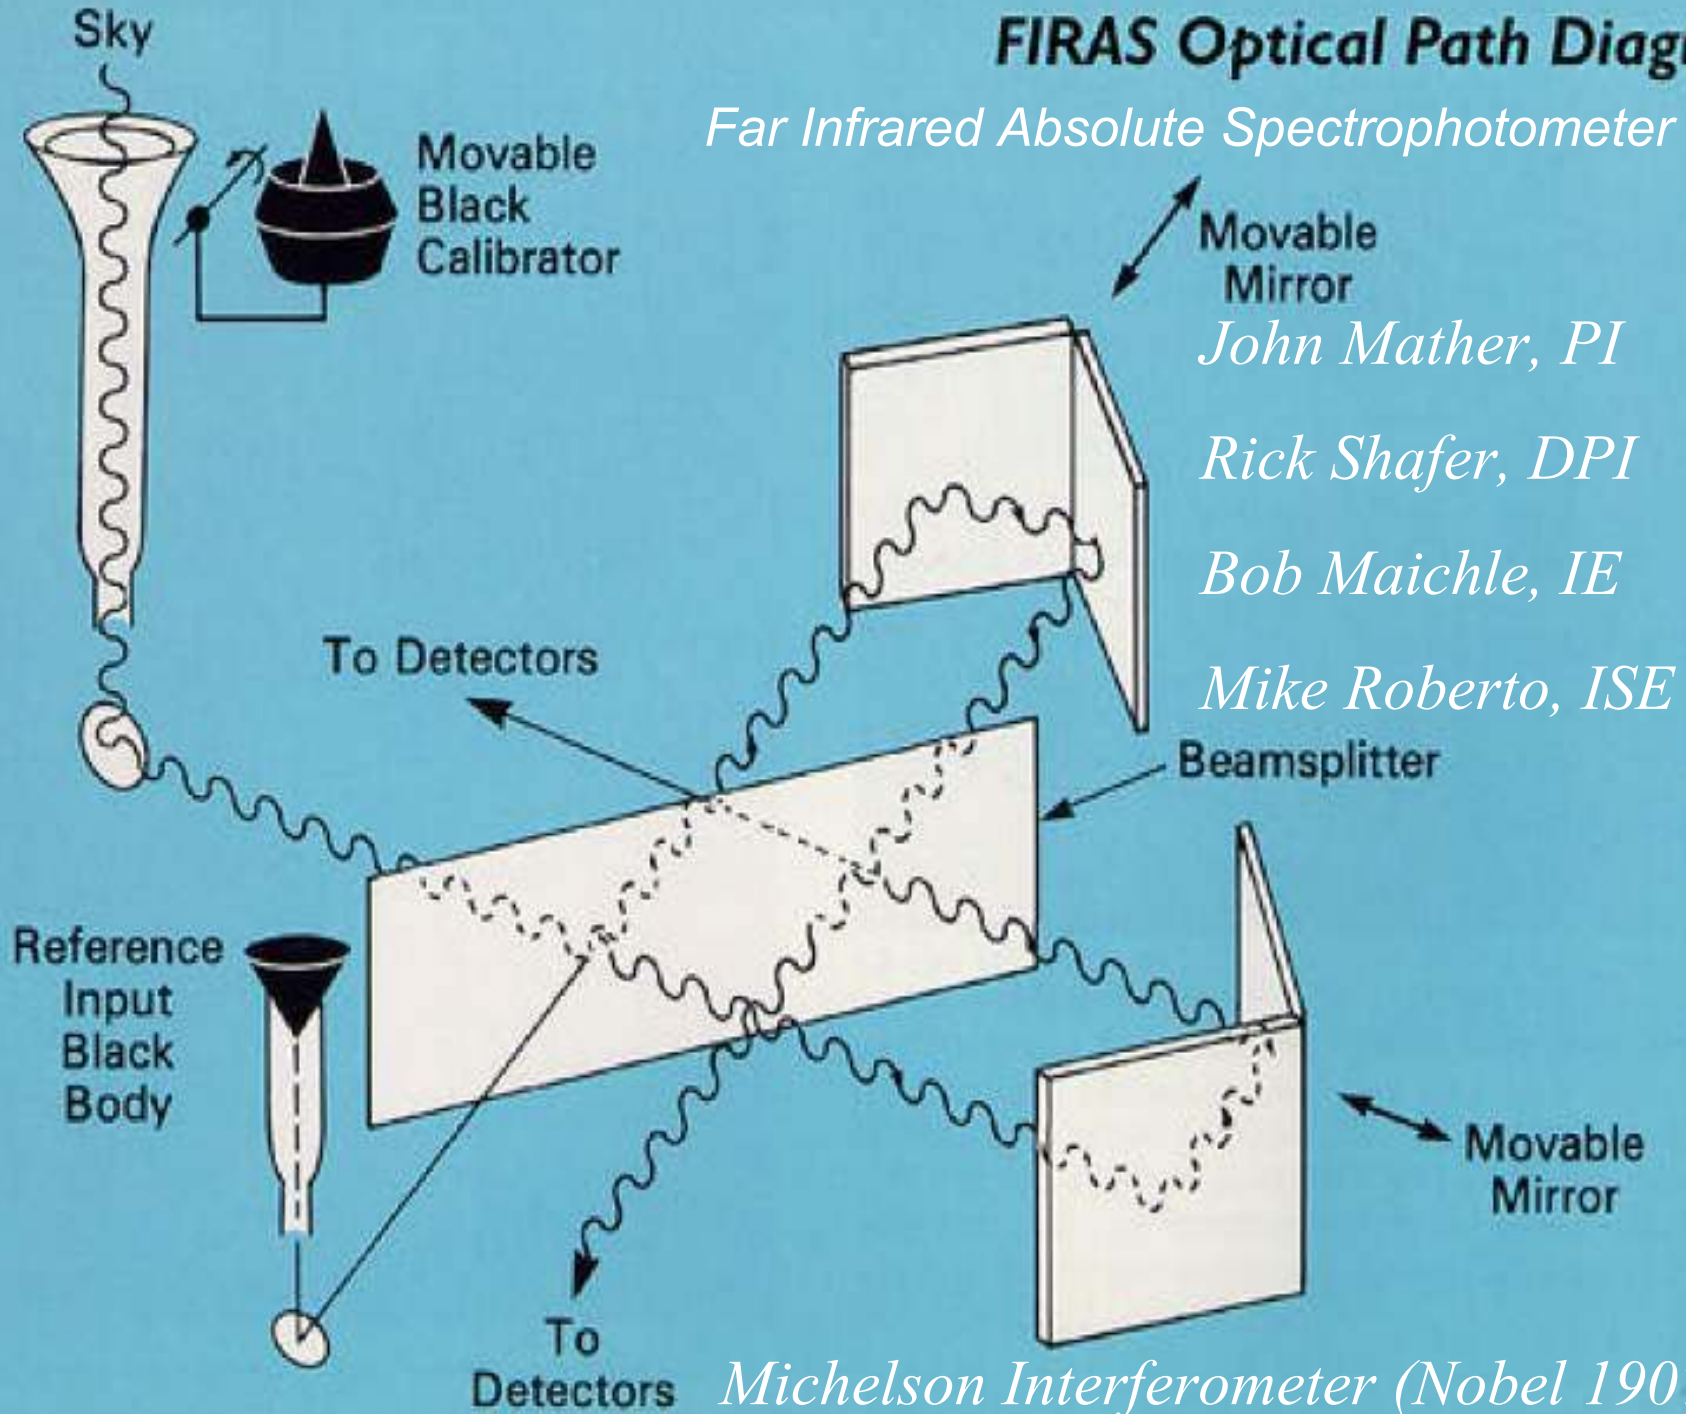 Sky
FIRAS Optical Path
Far Infrared Absolute Spectrophotometer
Movable
Black
Calibrator
Movable
Mirror
John Mather, PI
Rick Shafer, DPI
Bob Maichle, IE
Mike Roberto, ISE
To Detectors
Beamsplitter
Reference
Input
Black
Body
Movable
Mirror
To
Detectors
Michelson Interferometer (Nobel